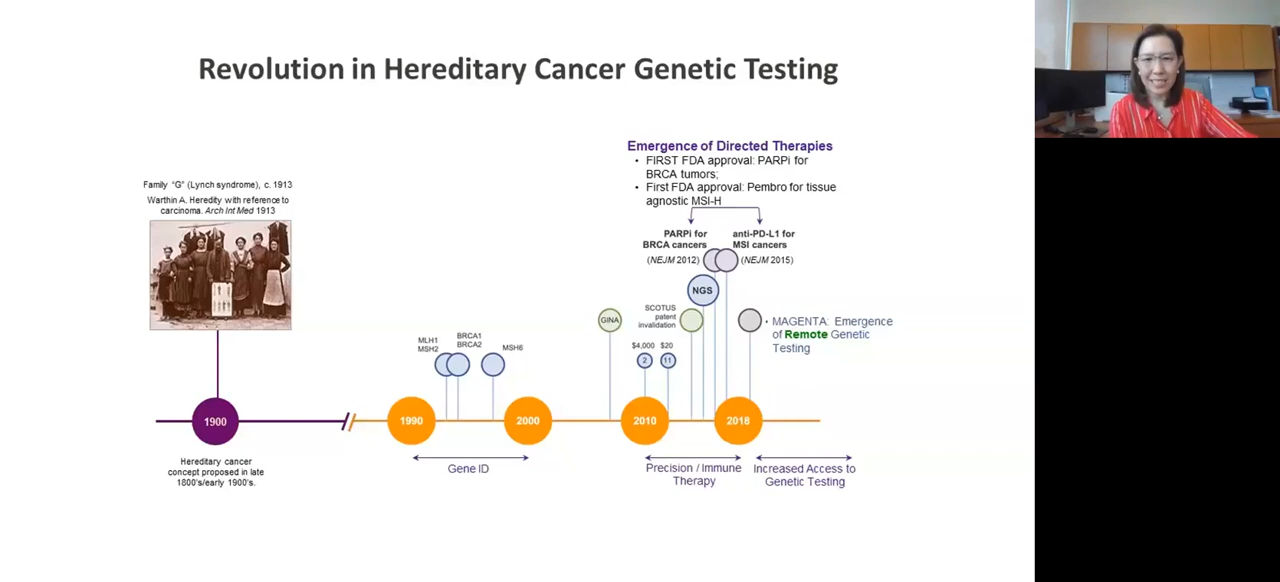 Revolution in Hereditary Cancer Genetic Testing
Emergence of Directed Therapies
• FIRST FDA approval: PARPi for
BRCA tumors;
• First FDA approval: Pembro for tissue
agnostic MSI-H
Family “G” (Lynch syndrome), c. 1913
Warthin A. Heredity with reference to
carcinoma. Arch Int Med 1913
PARPi for
BRCA cancers
(NEJM 2012)
anti-PD-L1 for
MSI cancers
(NEJM 2015)
NGS
GINA
SCOTUS
patent
invalidation
• MAGENTA: Emergence
of Remote Genetic
Testing
MLH1
MSH2
BRCA1
BRCA2
MSH6
$4,000
2
$20
11
1900
1990
2000
2010
2018
Hereditary cancer
concept proposed in late
1800's/early 1900's.
Gene ID
Precision / Immune
Therapy
Increased Access to
Genetic Testing